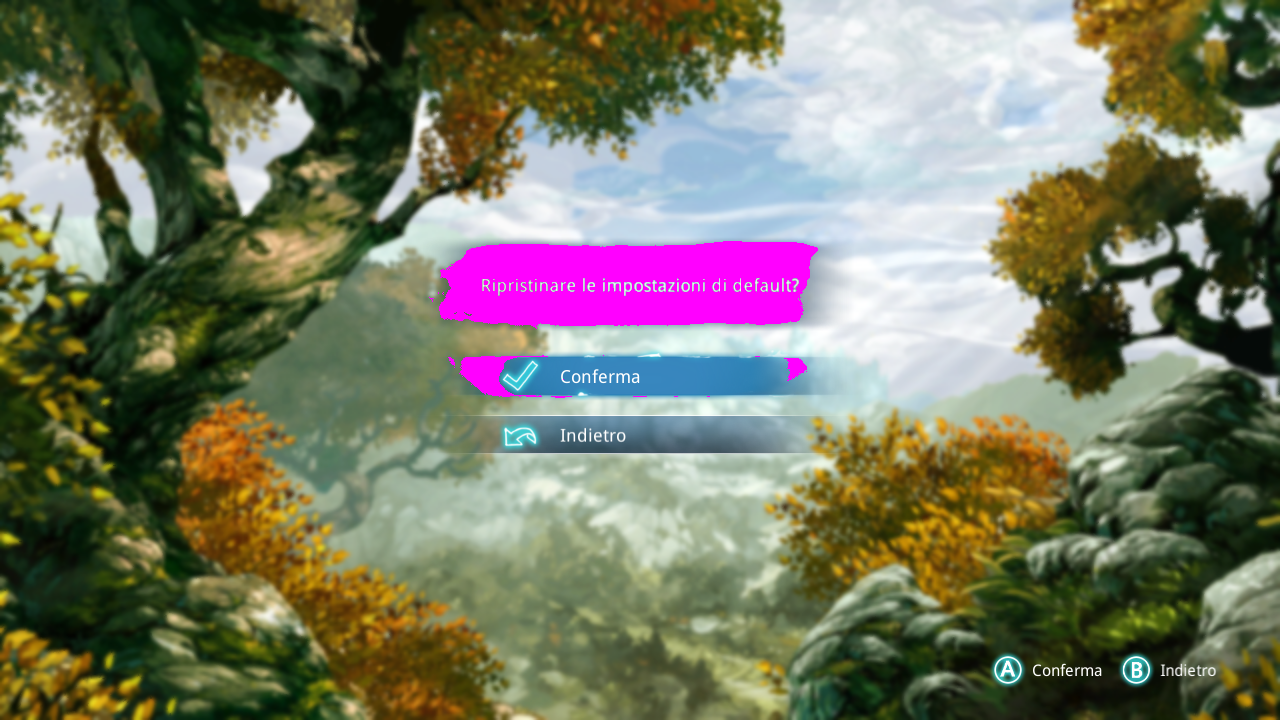 Ripristinare le impostazioni di default?
Conferma
Indietro
A Conferma B Indietro